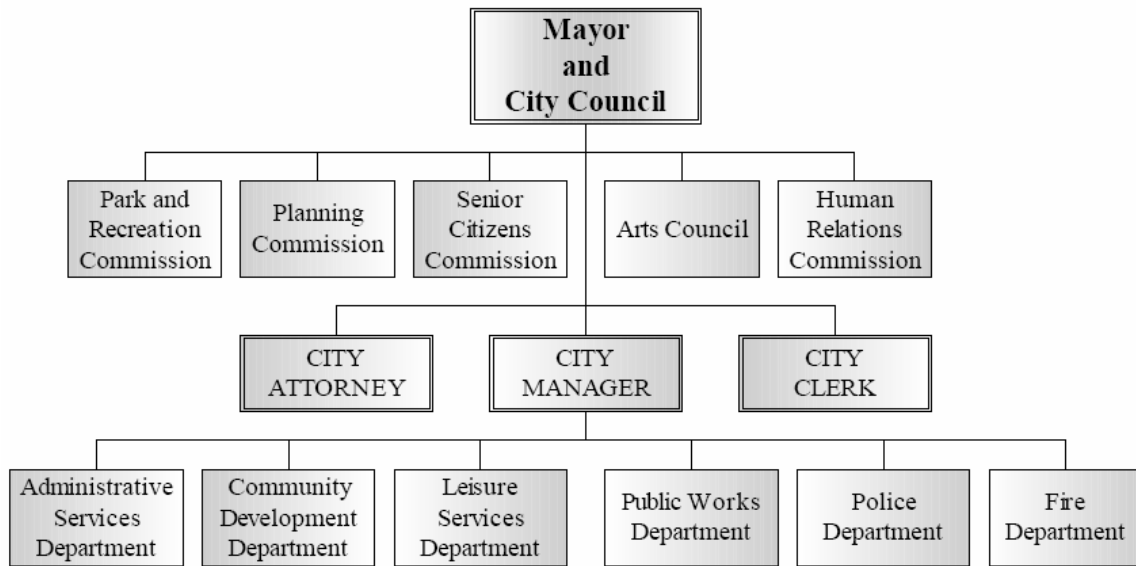 Mayor
and
City Council
Park and
Recreation
Commission
Planning
Commission
Senior
Citizens
Commission
Arts Council
Human
Relations
Commission
CITY
ATTORNEY
CITY
MANAGER
CITY
CLERK
Administrative
Services
Department
Community
Development
Department
Leisure
Services
Department
Public Works
Department
Police
Department
Fire
Department